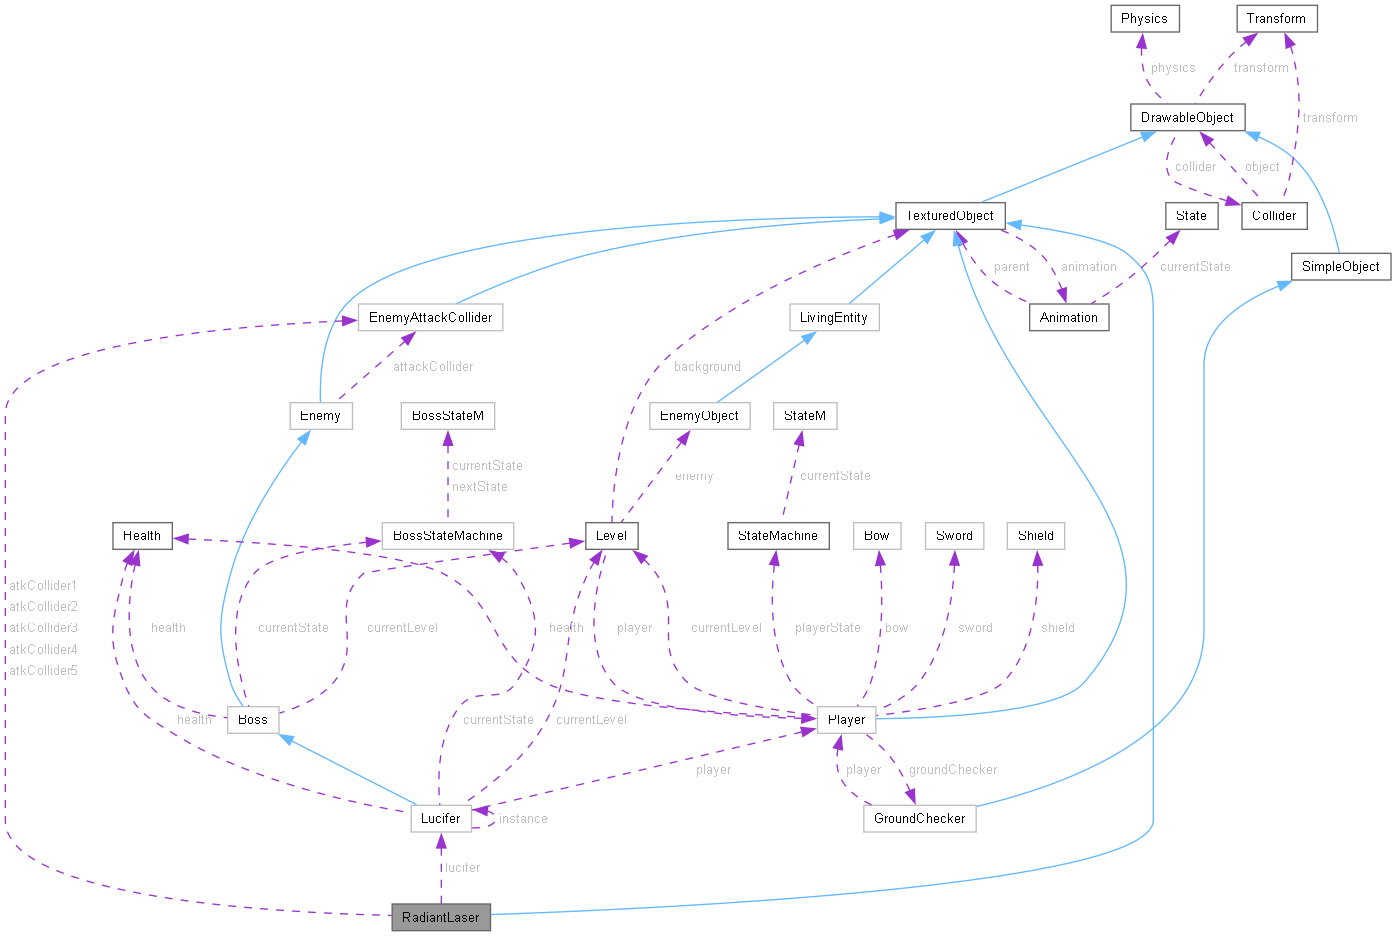 Physics
Transform
physics
transform
DrawableObject
transform
collider
object
TexturedObject
State
Collider
parent
animation
currentState
SimpleObject
EnemyAttackCollider
LivingEntity
Animation
attackCollider
background
Enemy
BossStateM
EnemyObject
StateM
currentState
nextState
enemy
currentState
Health
BossStateMachine
Level
StateMachine
Bow
Sword
Shield
atkCollider1
atkCollider2
atkCollider3
atkCollider4
atkCollider5
health
currentState
currentLevel
health
player
currentLevel
playerState
bow
sword
shield
Boss
health
currentState
currentLevel
Player
player
player
groundChecker
Lucifer
instance
GroundChecker
lucifer
RadiantLaser